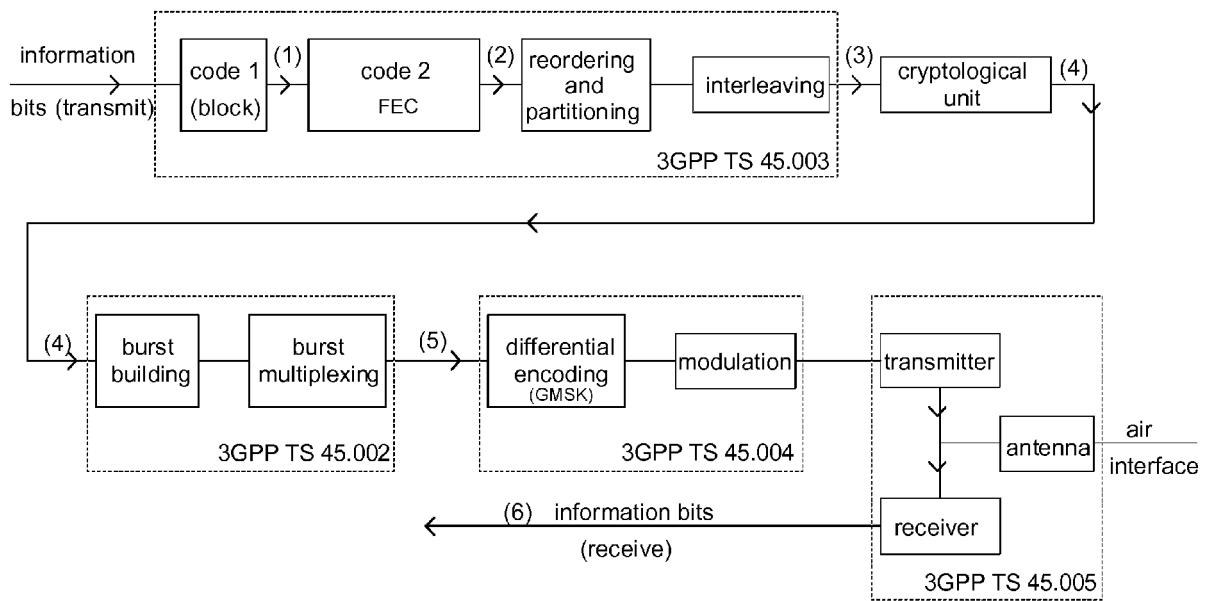 information
bits (transmit)
code 1
(block)
(1)
code 2
FEC
(2)
reordering
and
partitioning
interleaving
(3)
cryptological
unit
(4)
3GPP TS 45.003
(4)
burst
building
burst
multiplexing
3GPP TS 45.002
(5)
differential
encoding
(GMSK)
modulation
3GPP TS 45.004
transmitter
antenna
air
interface
receiver
3GPP TS 45.005
(6) information bits
(receive)